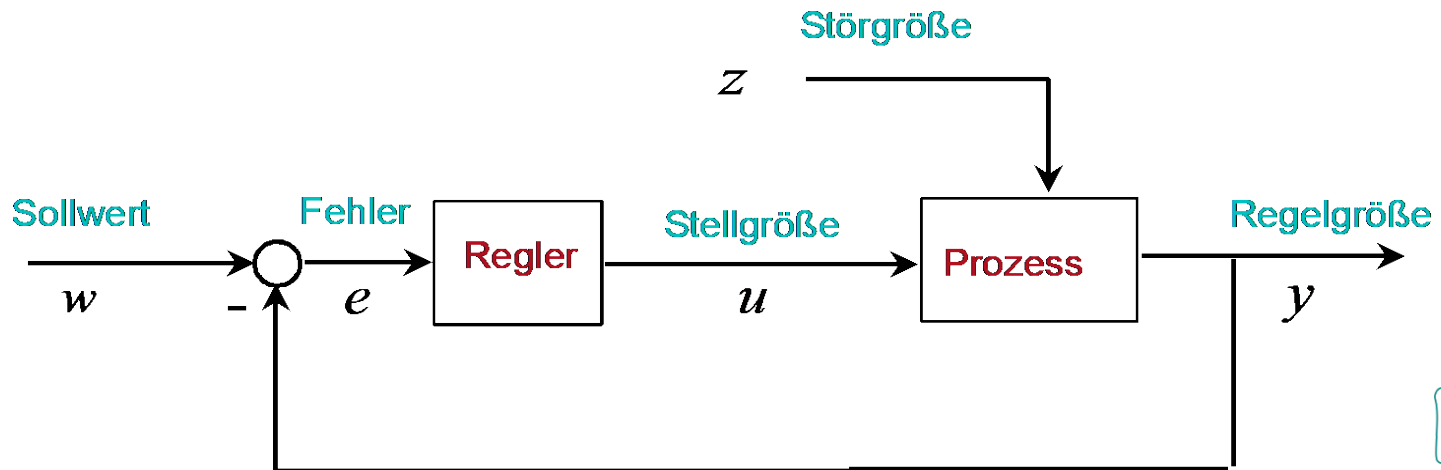 Störgröße
z
Sollwert
Fehler
Stellgröße
Regelgröße
Regler
Prozess
w
-
e
u
y